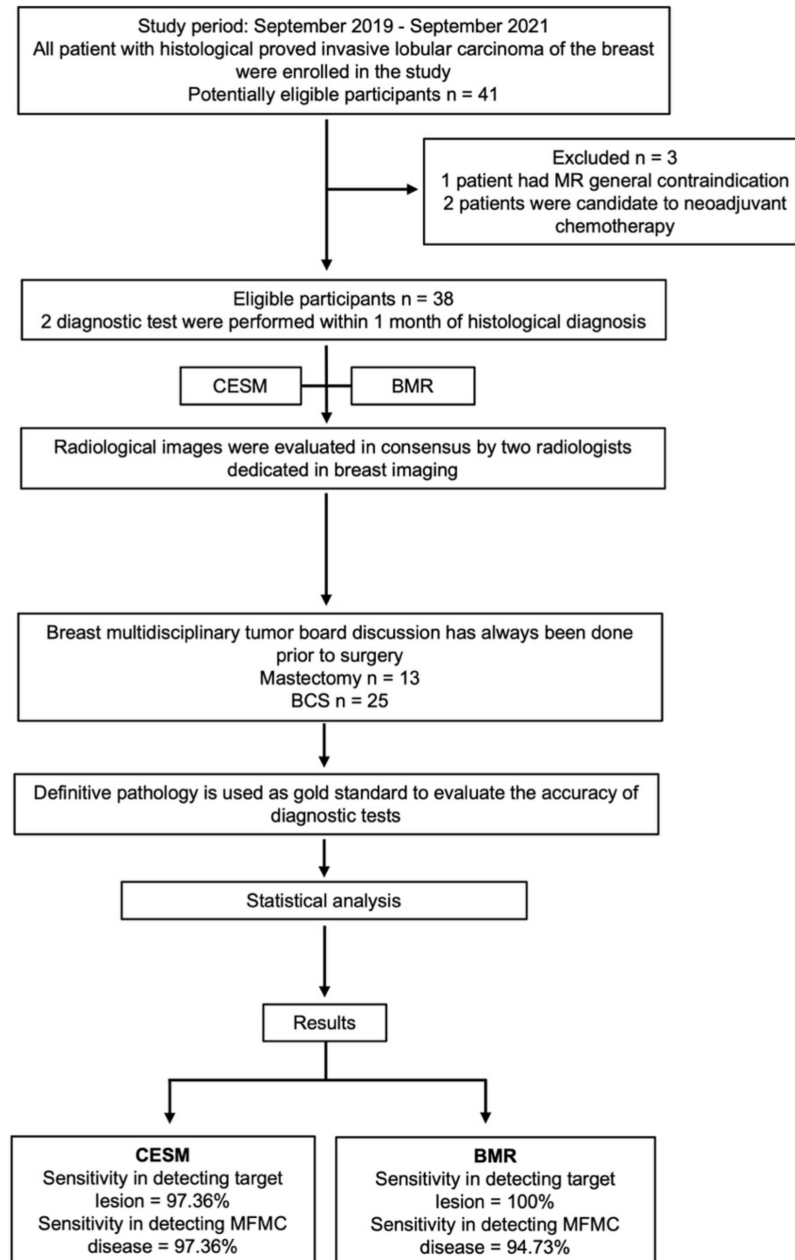 Study period: September 2019 - September 2021
All patient with histological proved invasive lobular carcinoma of the breast
were enrolled in the study
Potentially eligible participants n = 41
Excluded n = 3
1 patient had MR general contraindication
2 patients were candidate to neoadjuvant
chemotherapy
Eligible participants n = 38
2 diagnostic test were performed within 1 month of histological diagnosis
CESM
BMR
Radiological images were evaluated in consensus by two radiologists
dedicated in breast imaging
Breast multidisciplinary tumor board discussion has always been done
prior to surgery
Mastectomy n = 13
BCS n = 25
Definitive pathology is used as gold standard to evaluate the accuracy of
diagnostic tests
Statistical analysis
Results
CESM
Sensitivity in detecting target
lesion = 97.36%
Sensitivity in detecting MFMC
disease = 97.36%
BMR
Sensitivity in detecting target
lesion = 100%
Sensitivity in detecting MFMC
disease = 94.73%